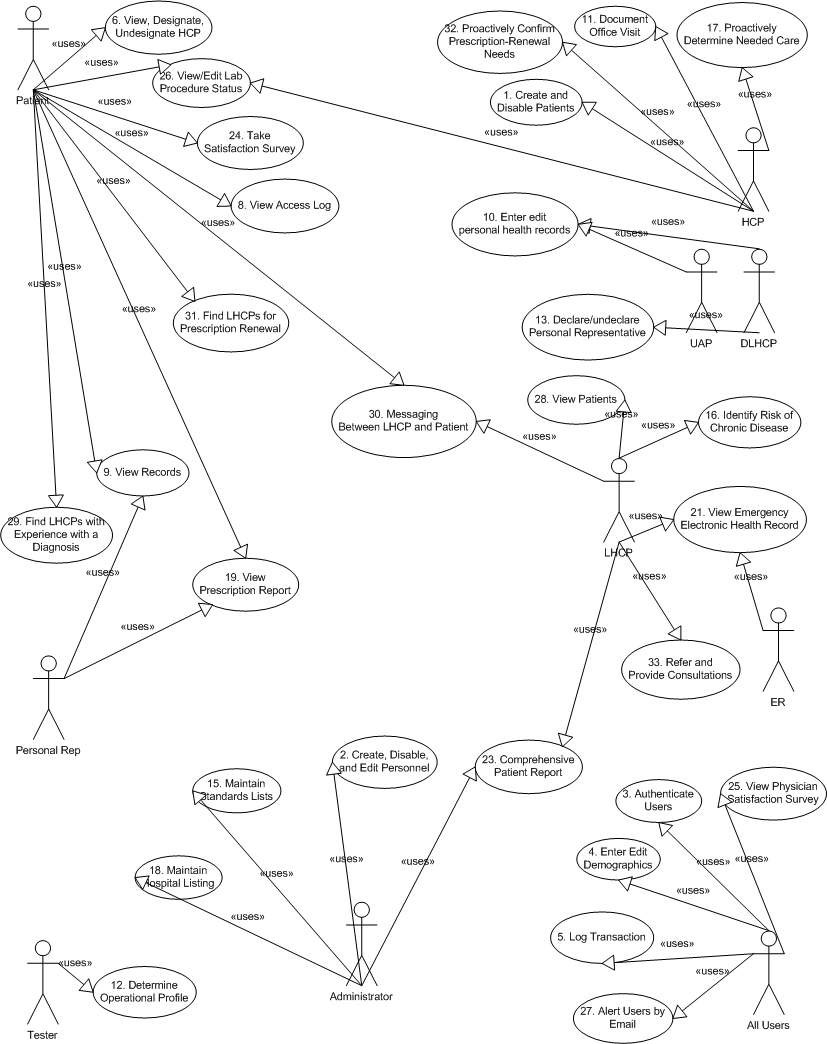 6. View, Designate,
Undesignate HCP
«uses»
32. Proactively Confirm
Prescription-Renewal
Needs
11. Document
Office Visit
17. Proactively
Determine Needed Care
«uses»
26. View/Edit Lab
Procedure Status
Patient
«uses»
1. Create and
Disable Patients
«uses»
«uses»
«uses»
«uses»
24. Take
Satisfaction Survey
«uses»
«uses»
«uses»
8. View Access Log
«uses»
HCP
10. Enter edit
personal health records
«uses»
«uses»
«uses»
«uses»
«uses»
31. Find LHCPs for
Prescription Renewal
13. Declare/undeclare
Personal Representative
«uses»
UAP
DLHCP
28. View Patients
«uses»
30. Messaging
Between LHCP and Patient
16. Identify Risk of
Chronic Disease
«uses»
«uses»
9. View Records
29. Find LHCPs with
Experience with a
Diagnosis
21. View Emergency
Electronic Health Record
«uses»
LHCP
«uses»
19. View
Prescription Report
«uses»
«uses»
«uses»
«uses»
33. Refer and
Provide Consultations
ER
Personal Rep
2. Create, Disable,
and Edit Personnel
23. Comprehensive
Patient Report
15. Maintain
Standards Lists
25. View Physician
Satisfaction Survey
3. Authenticate
Users
18. Maintain
Hospital Listing
«uses»
«uses»
«uses»
4. Enter Edit
Demographics
«uses»
«uses»
«uses»
«uses»
5. Log Transaction
«uses»
«uses»
«uses»
12. Determine
Operational Profile
Administrator
27. Alert Users by
Email
All Users
Tester